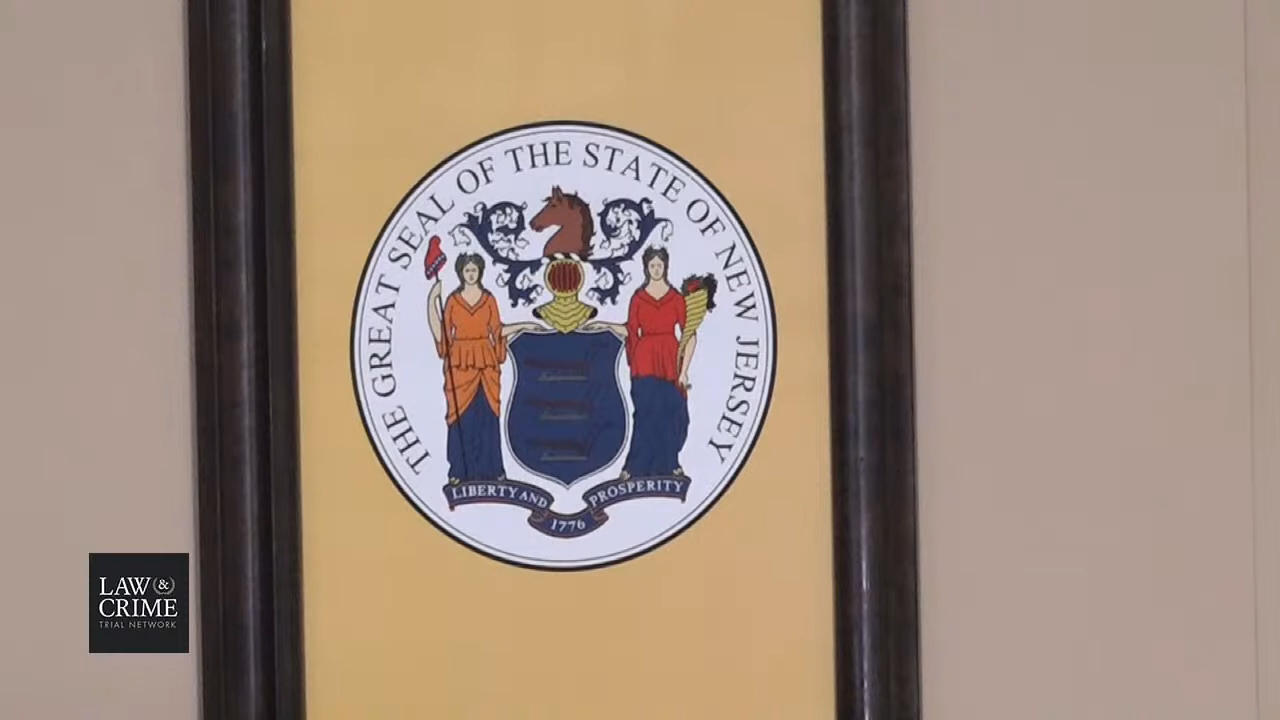 THE GREAT SEAL OF THE STATE OF NEW JERSEY
LIBERTY AND PROSPERITY
1776
LAW &
CRIME
TRIAL NETWORK